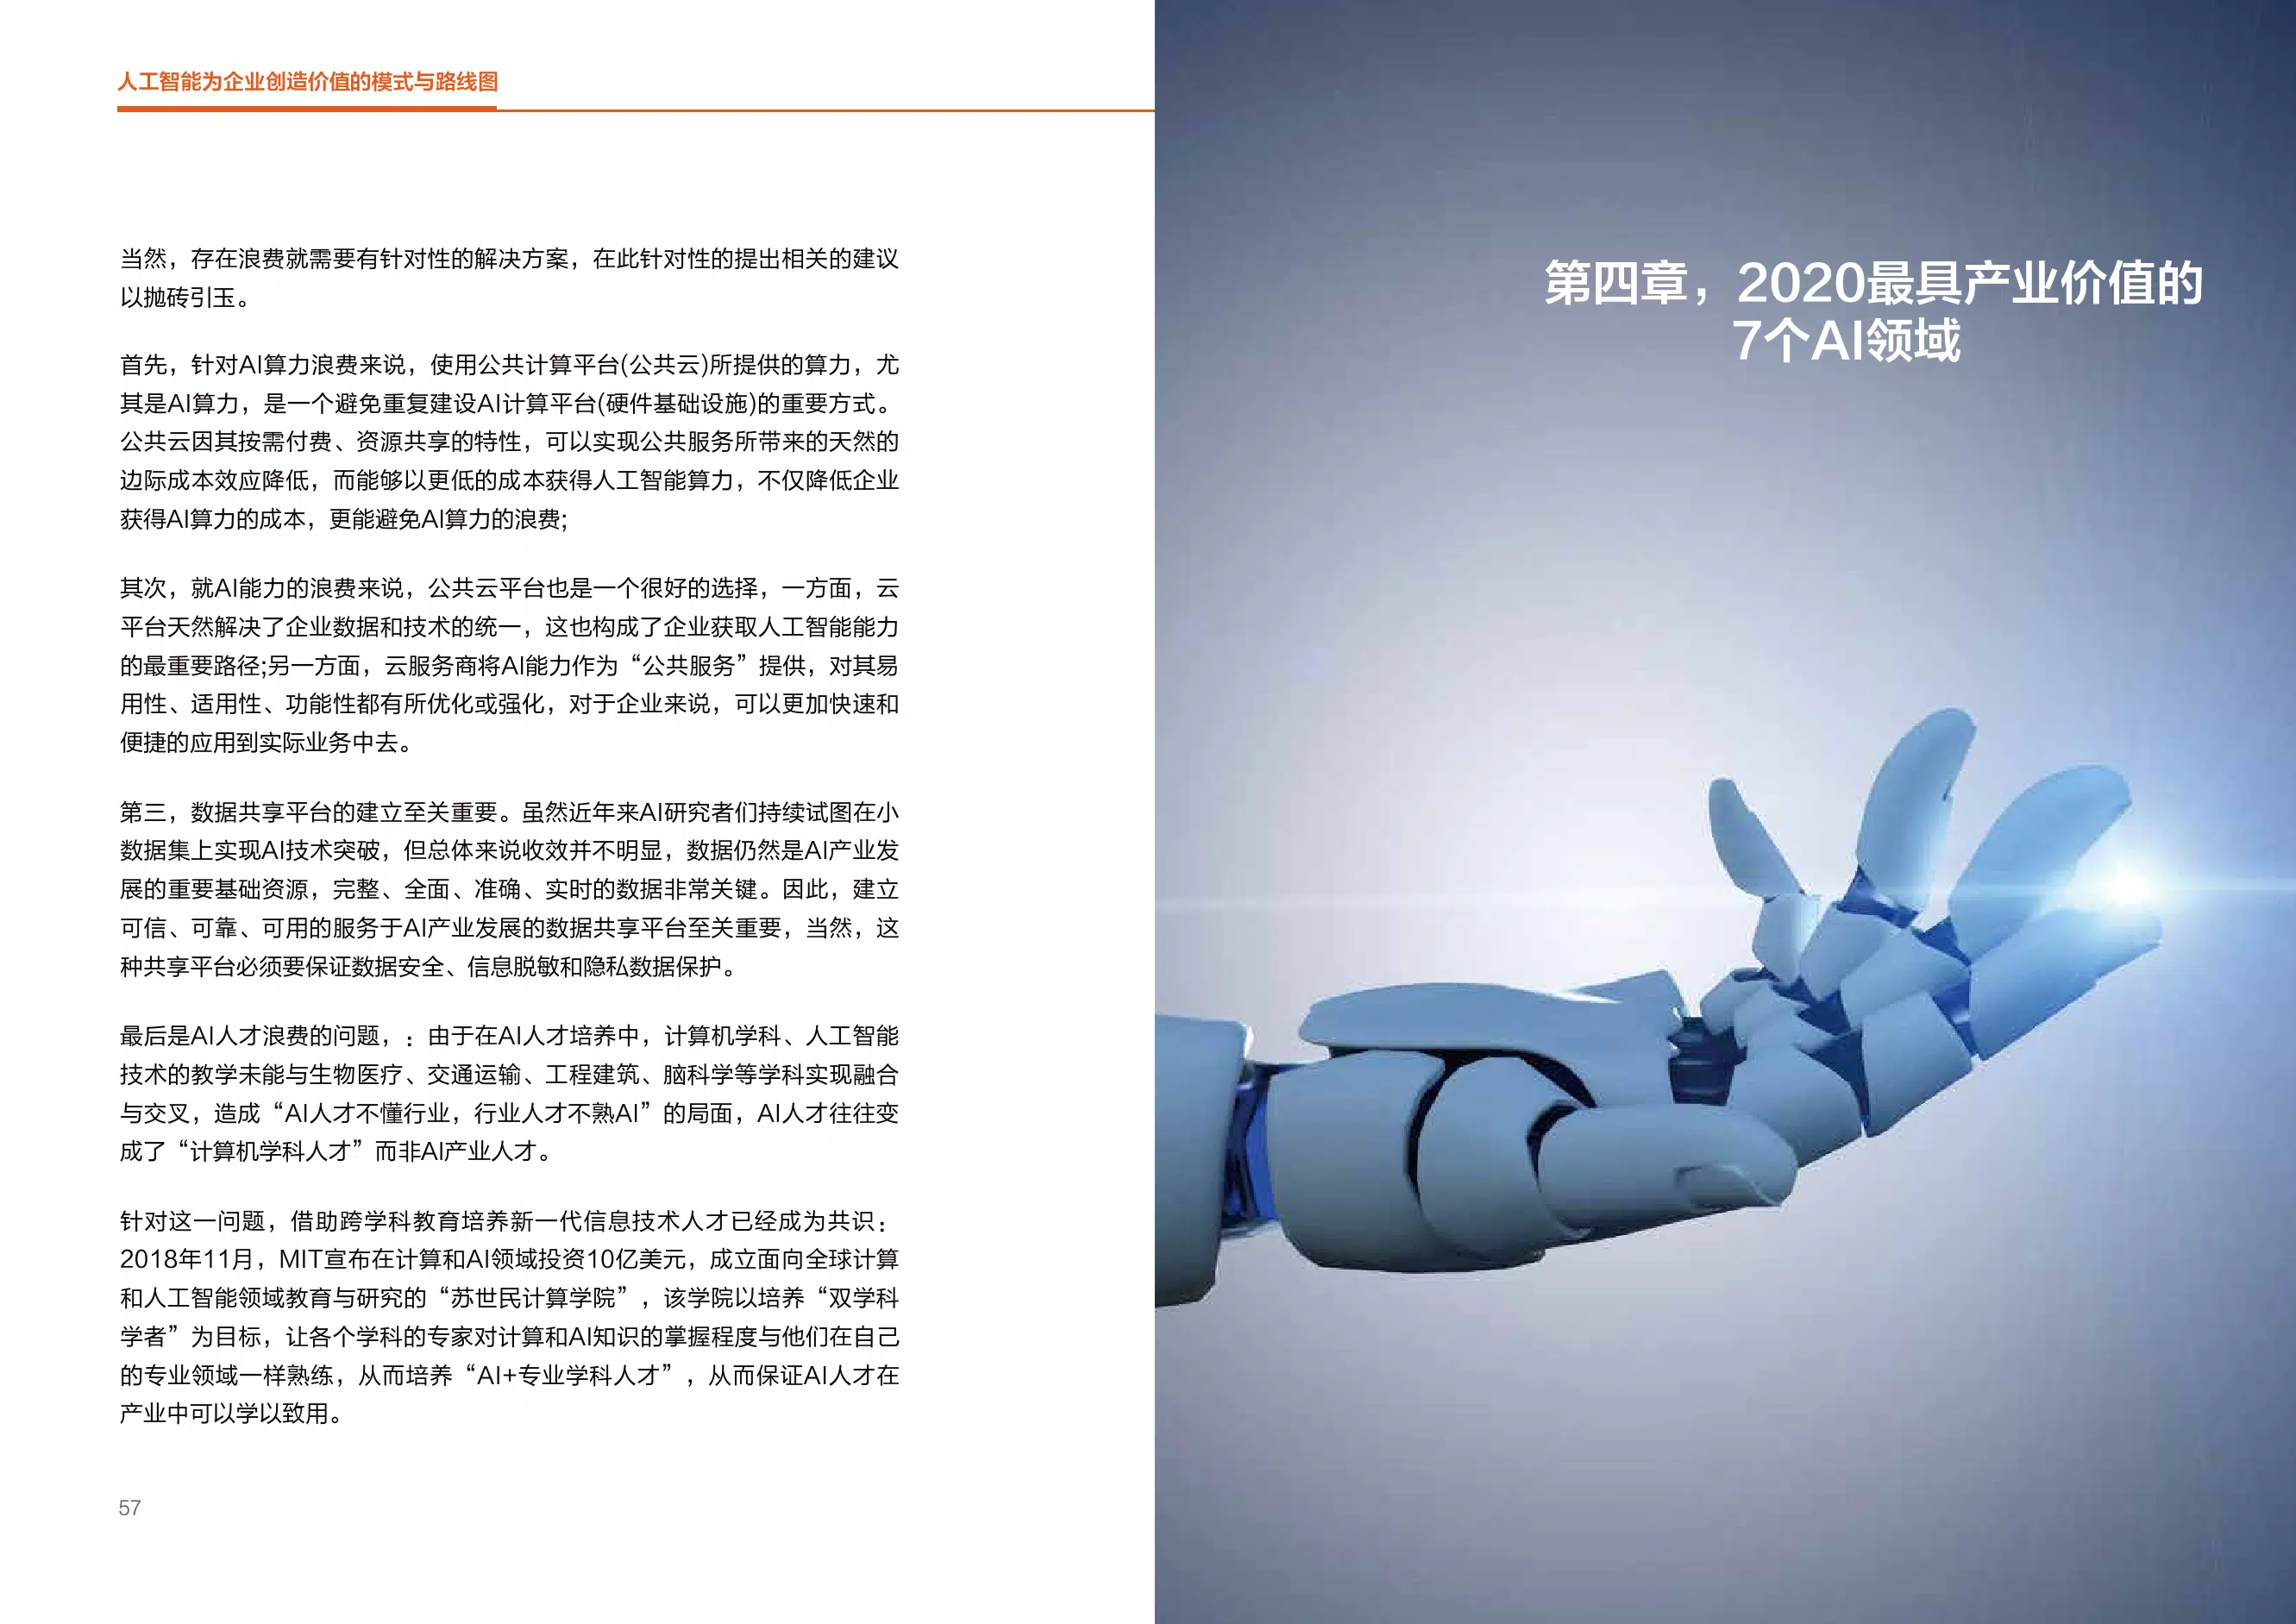 人工智能为企业创造价值的模式与路线图
当然，存在浪费就需要有针对性的解决方案，在此针对性的提出相关的建议
以抛砖引玉。
首先，针对AI算力浪费来说，使用公共计算平台(公共云)所提供的算力，尤
其是AI算力，是一个避免重复建设AI计算平台(硬件基础设施)的重要方式。
公共云因其按需付费、资源共享的特性，可以实现公共服务所带来的天然的
边际成本效应降低，而能够以更低的成本获得人工智能算力，不仅降低企业
获得AI算力的成本，更能避免AI算力的浪费;
其次，就AI能力的浪费来说，公共云平台也是一个很好的选择，一方面，云
平台天然解决了企业数据和技术的统一，这也构成了企业获取人工智能能力
的最重要路径;另一方面，云服务商将AI能力作为“公共服务”提供，对其易
用性、适用性、功能性都有所优化或强化，对于企业来说，可以更加快速和
便捷的应用到实际业务中去。
第三，数据共享平台的建立至关重要。虽然近年来AI研究者们持续试图在小
数据集上实现AI技术突破，但总体来说收效并不明显，数据仍然是AI产业发
展的重要基础资源，完整、全面、准确、实时的数据非常关键。因此，建立
可信、可靠、可用的服务于AI产业发展的数据共享平台至关重要，当然，这
种共享平台必须要保证数据安全、信息脱敏和隐私数据保护。
最后是AI人才浪费的问题，：由于在AI人才培养中，计算机学科、人工智能
技术的教学未能与生物医疗、交通运输、工程建筑、脑科学等学科实现融合
与交叉，造成“AI人才不懂行业，行业人才不熟AI”的局面，AI人才往往变
成了“计算机学科人才”而非AI产业人才。
针对这一问题，借助跨学科教育培养新一代信息技术人才已经成为共识：
2018年11月，MIT宣布在计算和AI领域投资10亿美元，成立面向全球计算
和人工智能领域教育与研究的“苏世民计算学院”，该学院以培养“双学科
学者”为目标，让各个学科的专家对计算和AI知识的掌握程度与他们在自己
的专业领域一样熟练，从而培养“AI+专业学科人才”，从而保证AI人才在
产业中可以学以致用。
57
第四章，2020最具产业价值的
7个AI领域